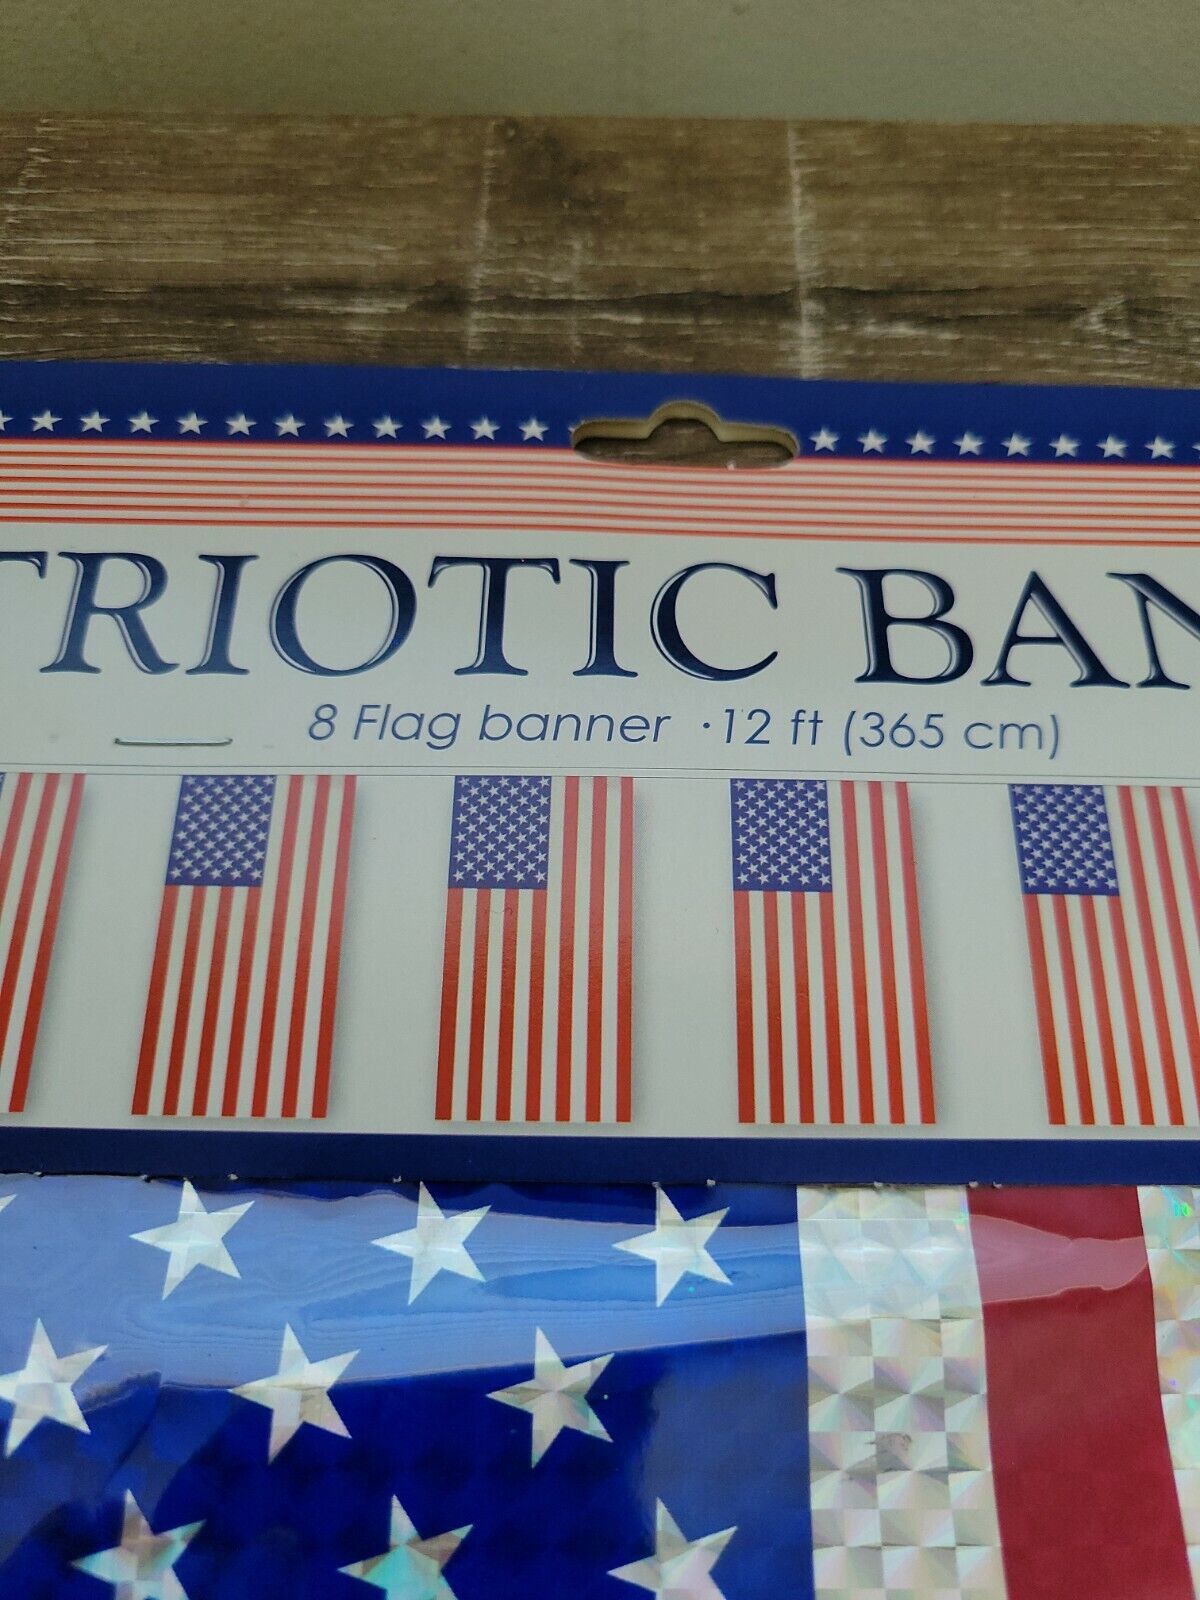 TRIOTIC BAN
8 Flag banner · 12 ft (365 cm)